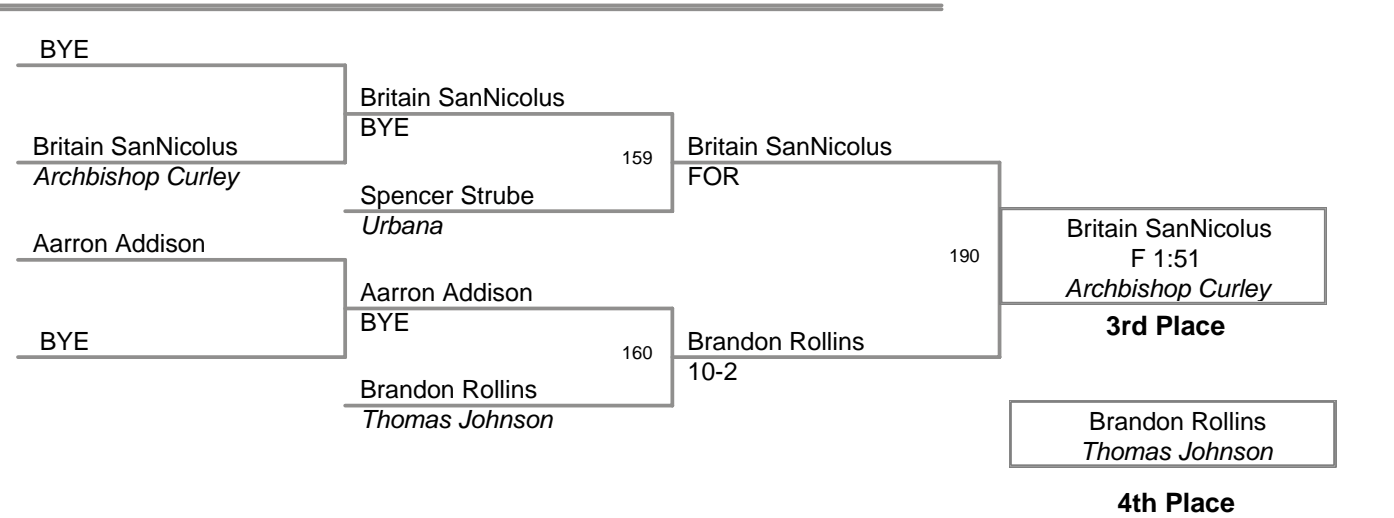 BYE
Britain SanNicolus
Archbishop Curley
Aarron Addison
BYE
Britain SanNicolus
BYE
159
Spencer Strube
Urbana
Aarron Addison
BYE
160
Brandon Rollins
Thomas Johnson
Britain SanNicolus
FOR
190
Brandon Rollins
10-2
Britain SanNicolus
F 1:51
Archbishop Curley
3rd Place
Brandon Rollins
Thomas Johnson
4th Place